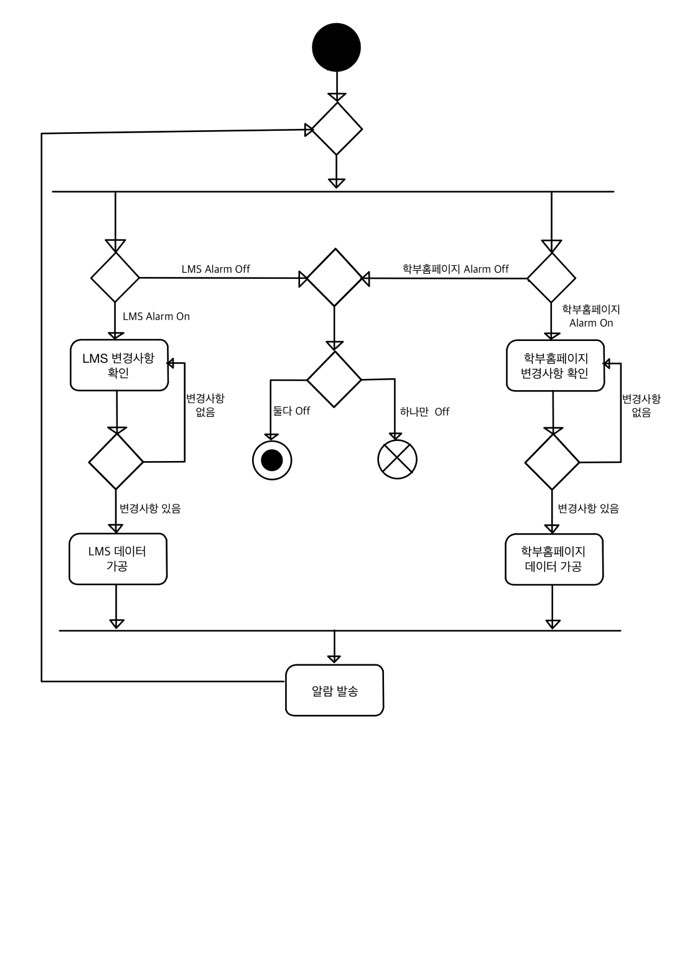 LMS Alarm Off
학부홈페이지 Alarm Off
LMS Alarm On
학부홈페이지
Alarm On
LMS 변경사항
확인
학부홈페이지
변경사항 확인
변경사항
없음
둘다 Off
하나만 Off
변경사항
없음
변경사항 있음
변경사항 있음
LMS 데이터
가공
학부홈페이지
데이터 가공
알람 발송